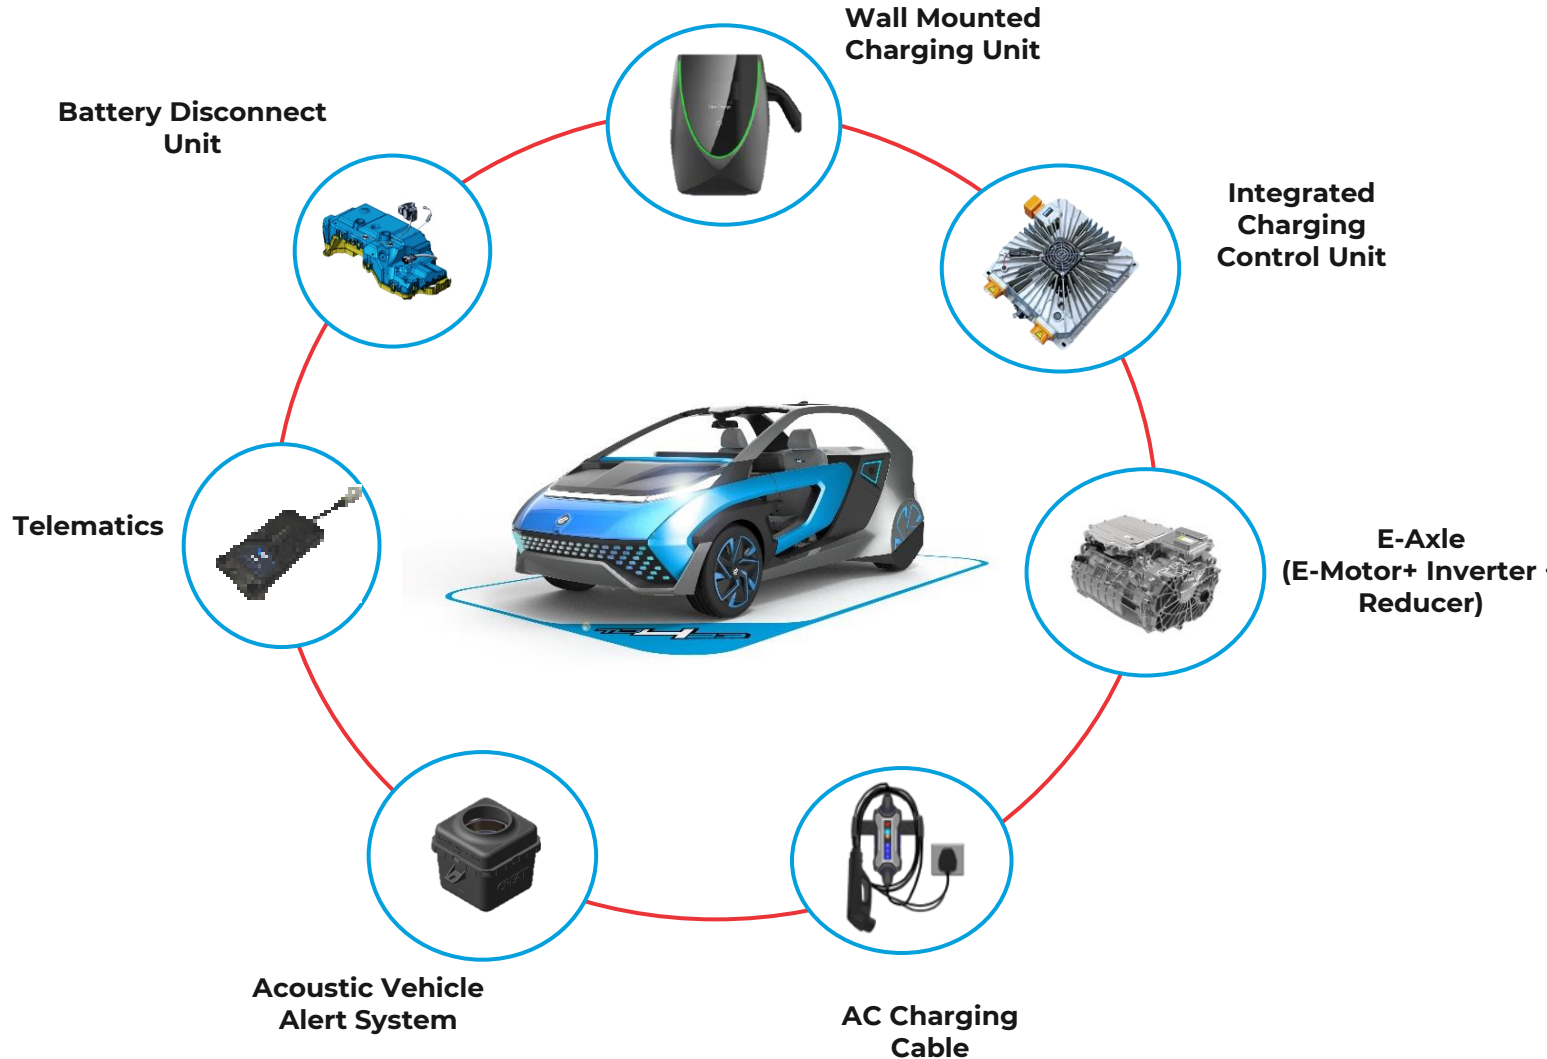 Wall Mounted
Charging Unit
Battery Disconnect
Unit
Integrated
Charging
Control Unit
Telematics
E-Axle
(E-Motor+ Inverter
Reducer)
Acoustic Vehicle
Alert System
AC Charging
Cable